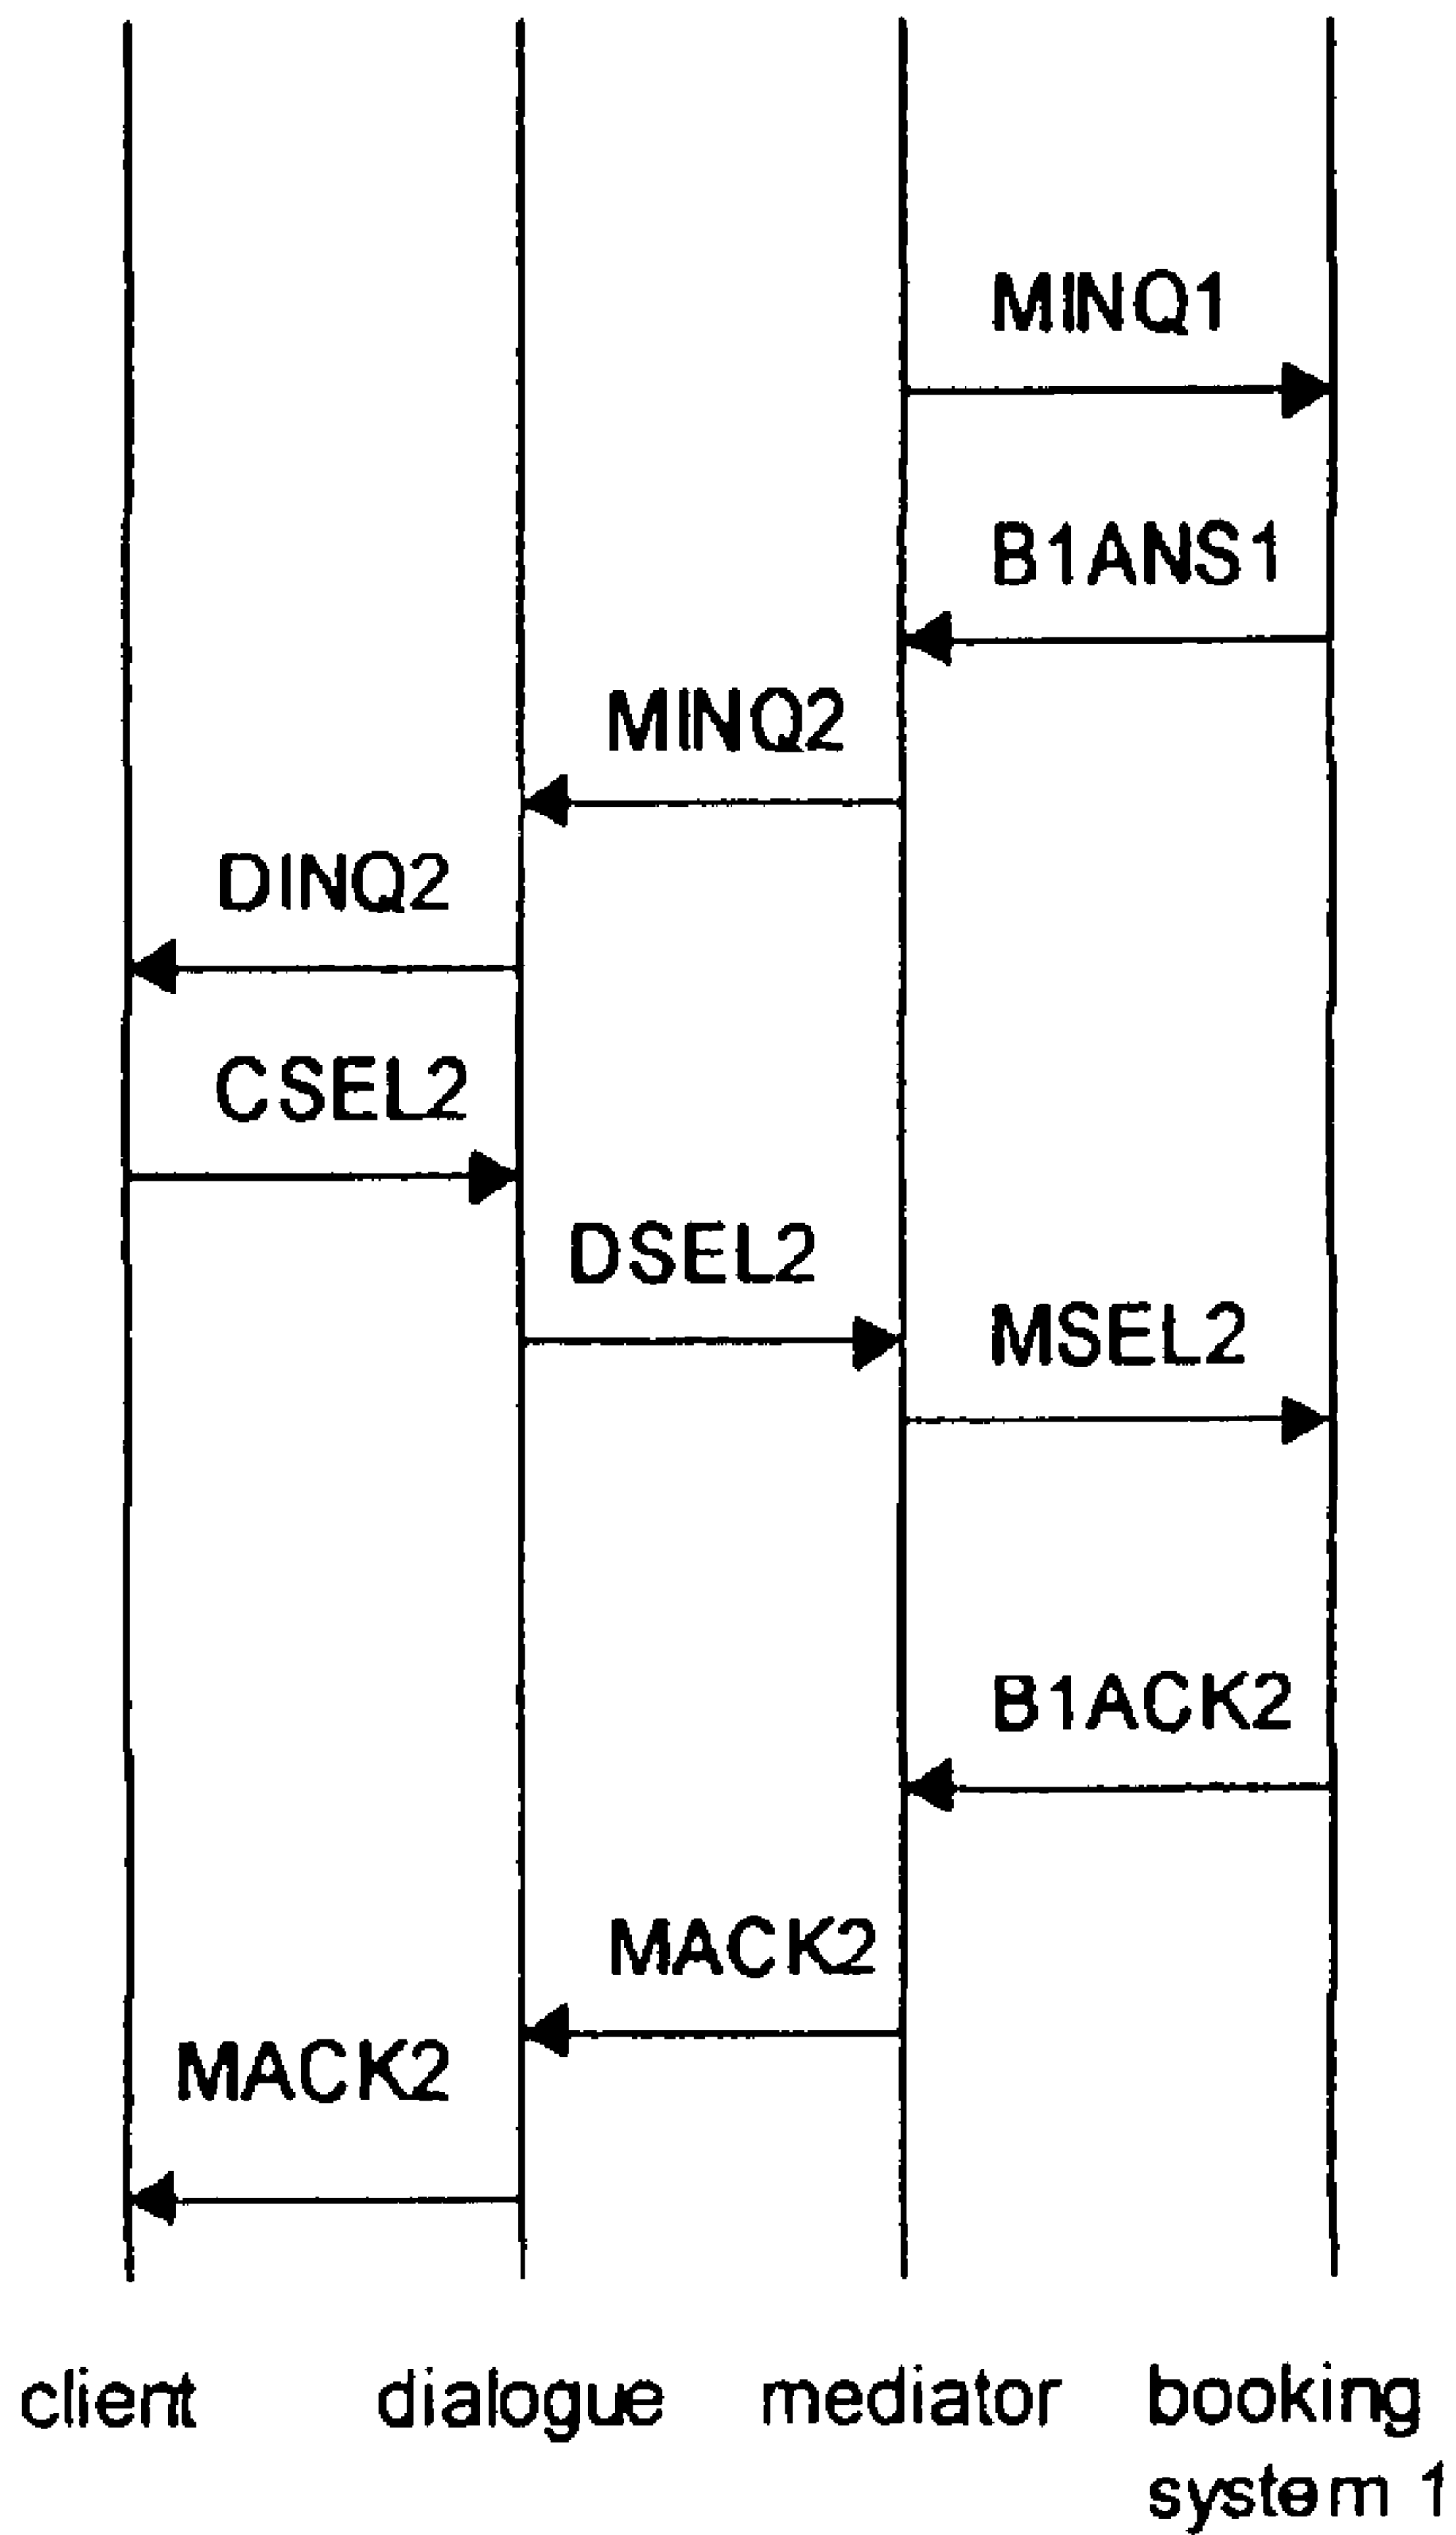 MINQ1
B1ANS1
MINQ2
DINQ2
CSEL2
DSEL2
MSEL2
B1ACK2
MACK2
MACK2
client dialogue mediator booking
system 1